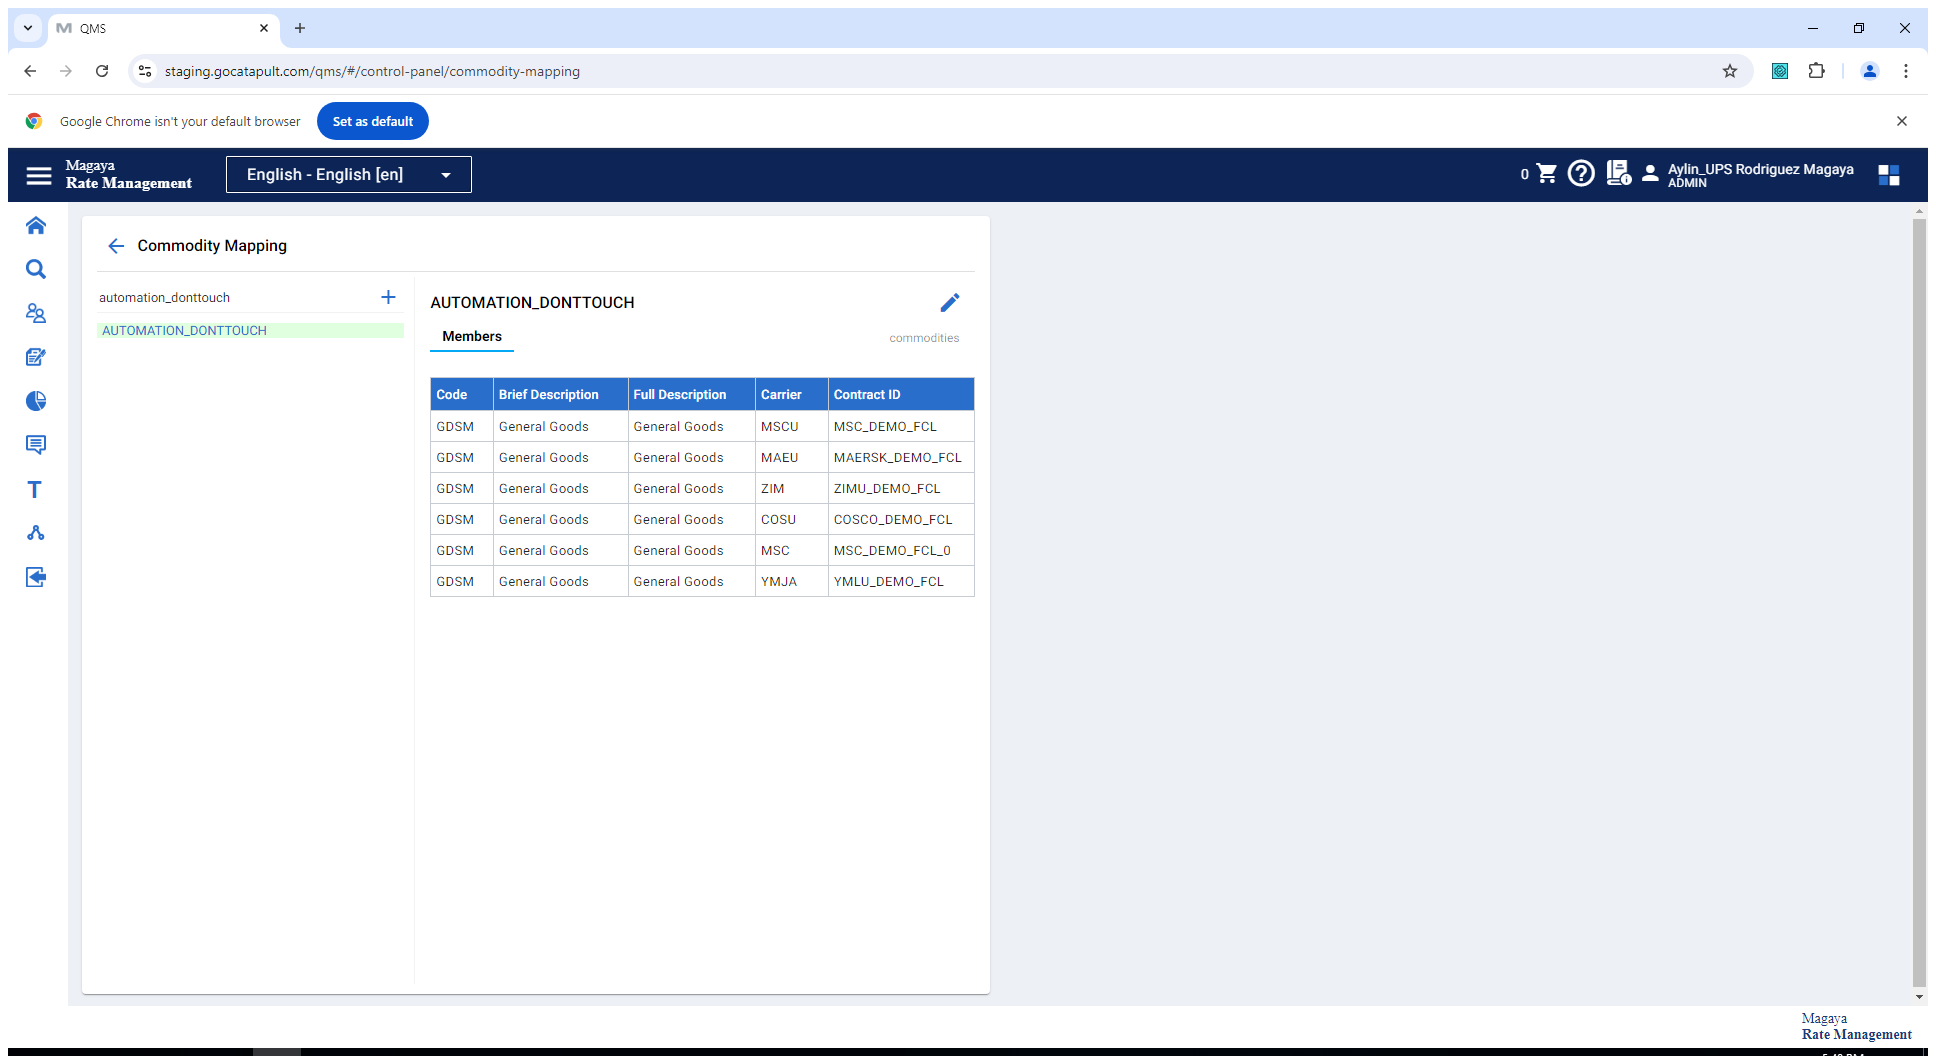 QMS
staging.gocatapult.com/qms/#/control-panel/commodity-mapping
Google Chrome isn't your default browser
Set as default
Magaya
Rate Management
English - English [en]
0
Aylin_UPS Rodriguez Magaya
ADMIN
Commodity Mapping
automation_donttouch
AUTOMATION_DONTTOUCH
AUTOMATION_DONTTOUCH
Members
commodities
Code Brief Description Full Description Carrier Contract ID
GDSM General Goods General Goods MSCU MSC_DEMO_FCL
GDSM General Goods General Goods MAEU MAERSK_DEMO_FCL
GDSM General Goods General Goods ZIM ZIMU_DEMO_FCL
GDSM General Goods General Goods COSU COSCO_DEMO_FCL
GDSM General Goods General Goods MSC MSC_DEMO_FCL_0
GDSM General Goods General Goods YMJA YMLU_DEMO_FCL
Magaya
Rate Management